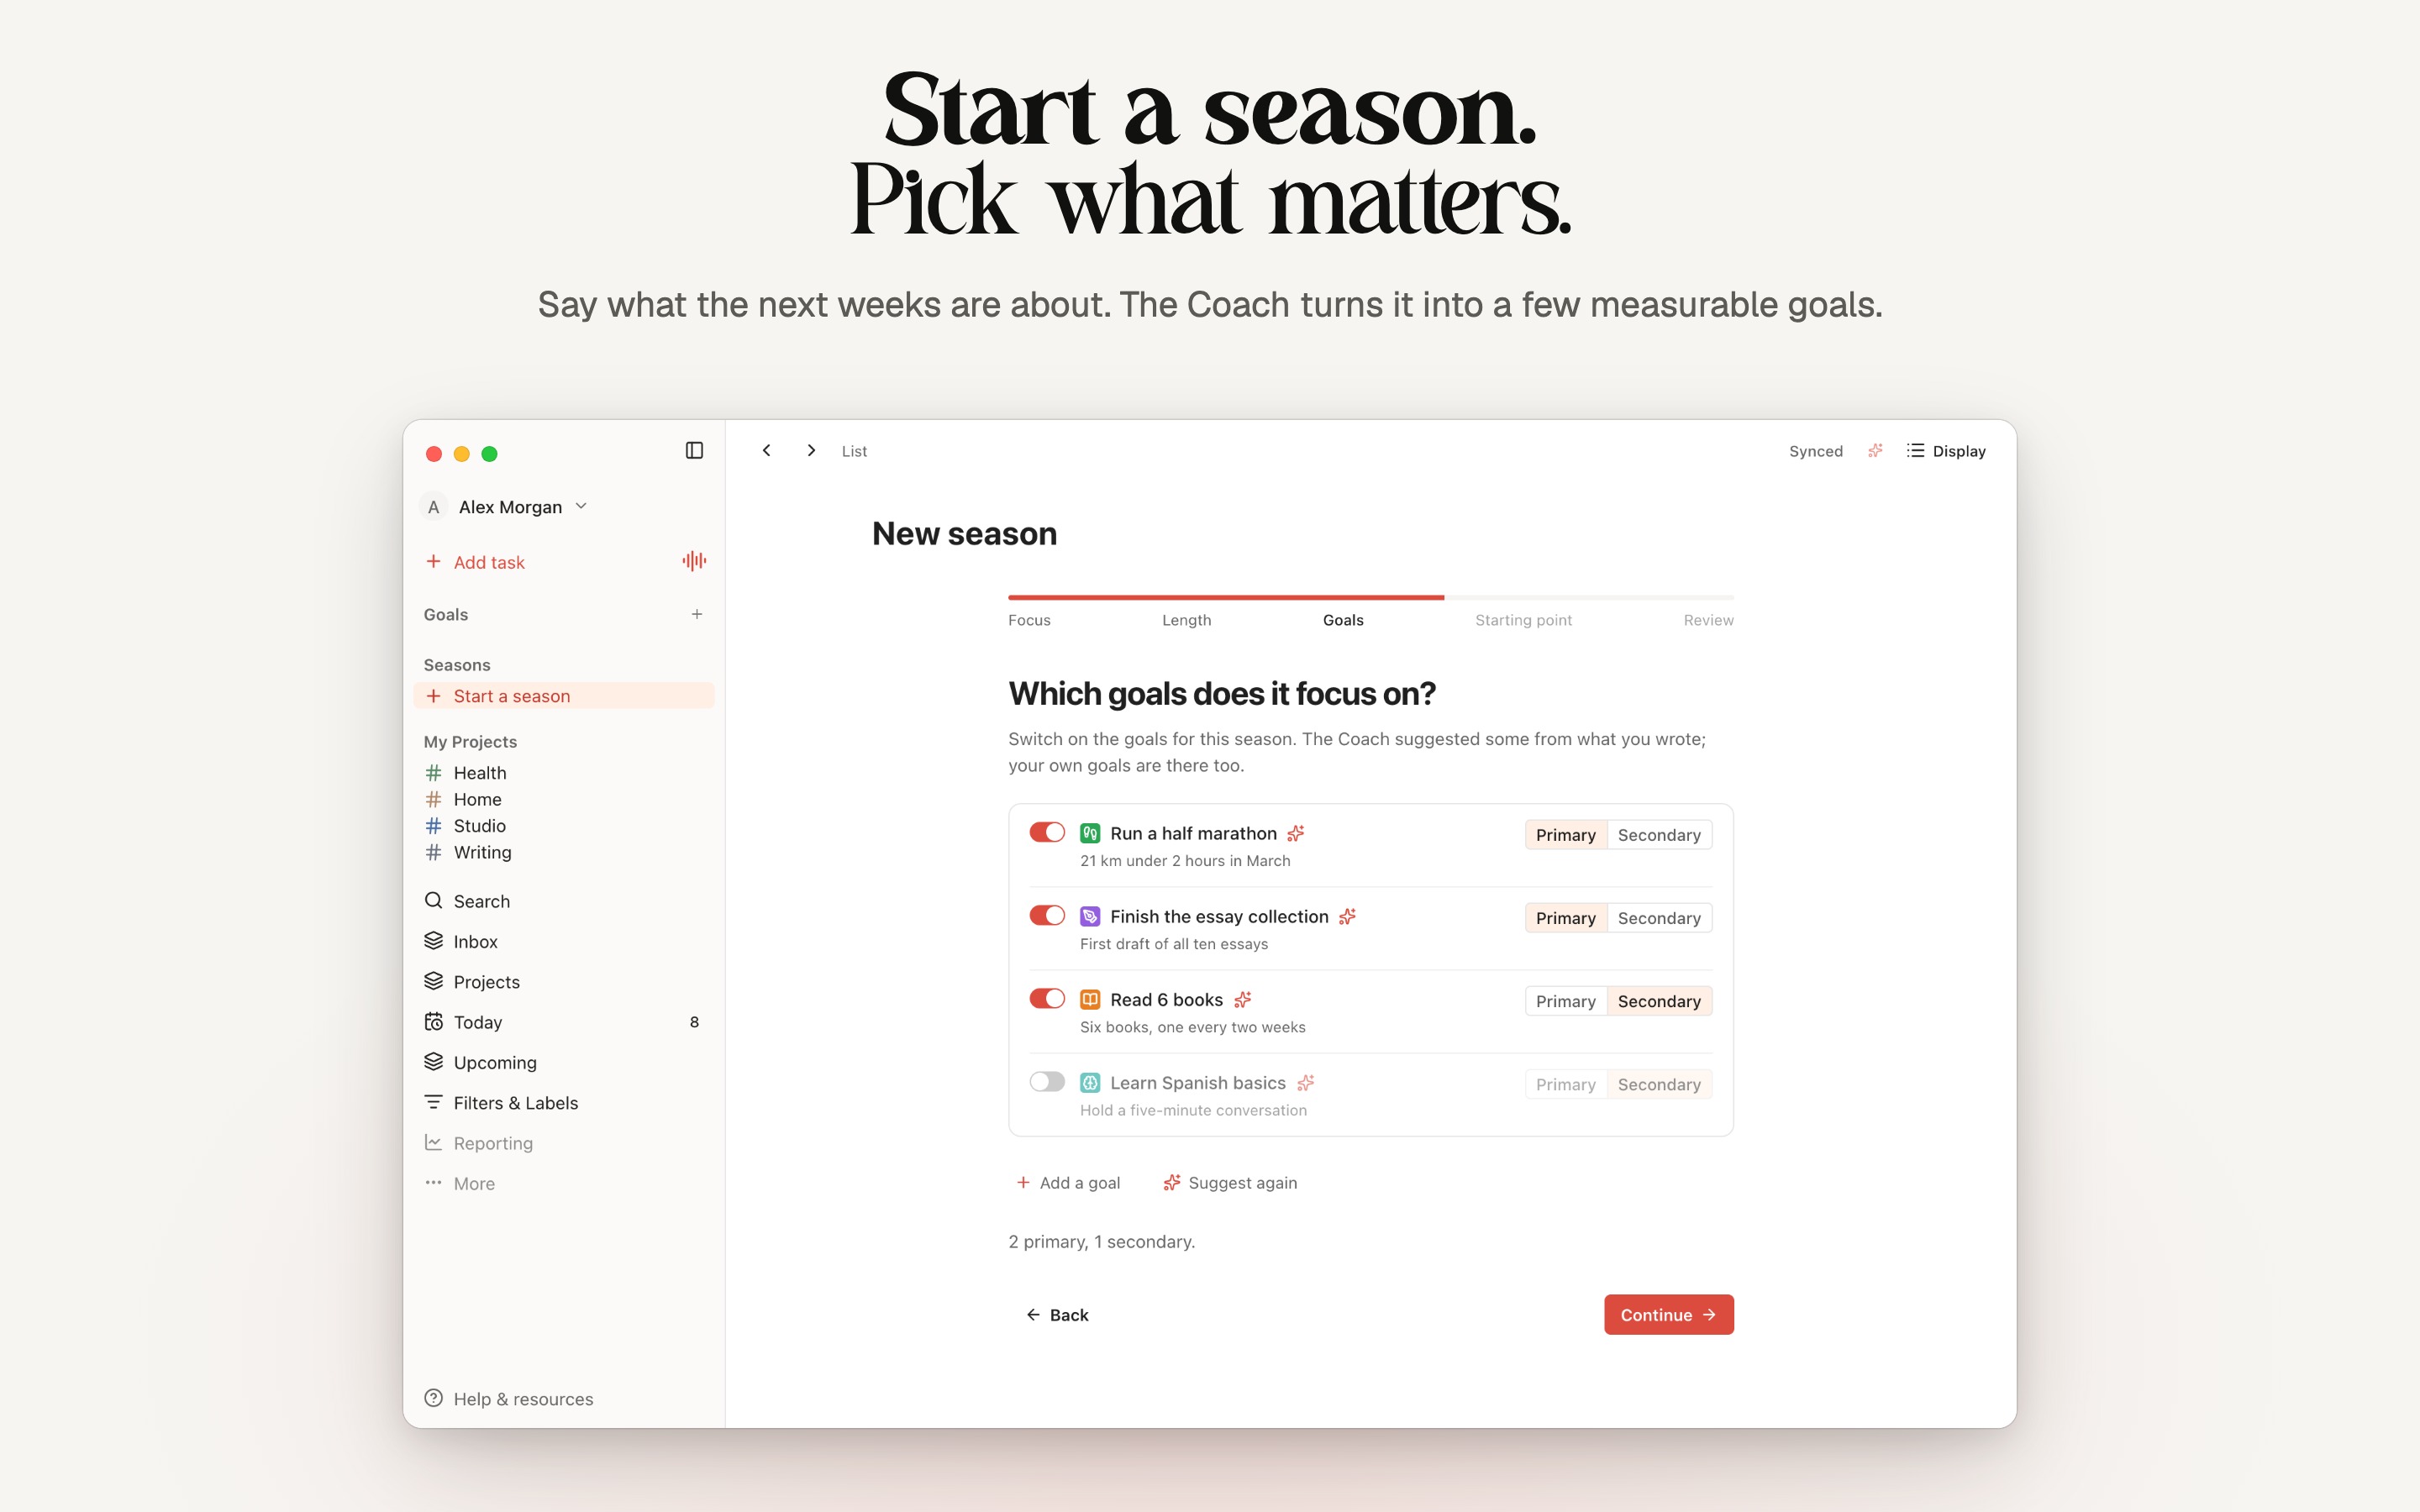 Start a season.
Pick what matters.
Say what the next weeks are about. The Coach turns it into a few measurable goals.
A Alex Morgan
Add task
Goals
Seasons
Start a season
My Projects
Health
Home
Studio
Writing
Search
Inbox
Projects
Today 8
Upcoming
Filters & Labels
Reporting
More
Help & resources
List
Synced
Display
New season
Focus Length Goals Starting point Review
Which goals does it focus on?
Switch on the goals for this season. The Coach suggested some from what you wrote;
your own goals are there too.
Run a half marathon Primary Secondary
21 km under 2 hours in March
Finish the essay collection Primary Secondary
First draft of all ten essays
Read 6 books Primary Secondary
Six books, one every two weeks
Learn Spanish basics Primary Secondary
Hold a five-minute conversation
Add a goal Suggest again
2 primary, 1 secondary.
Back Continue